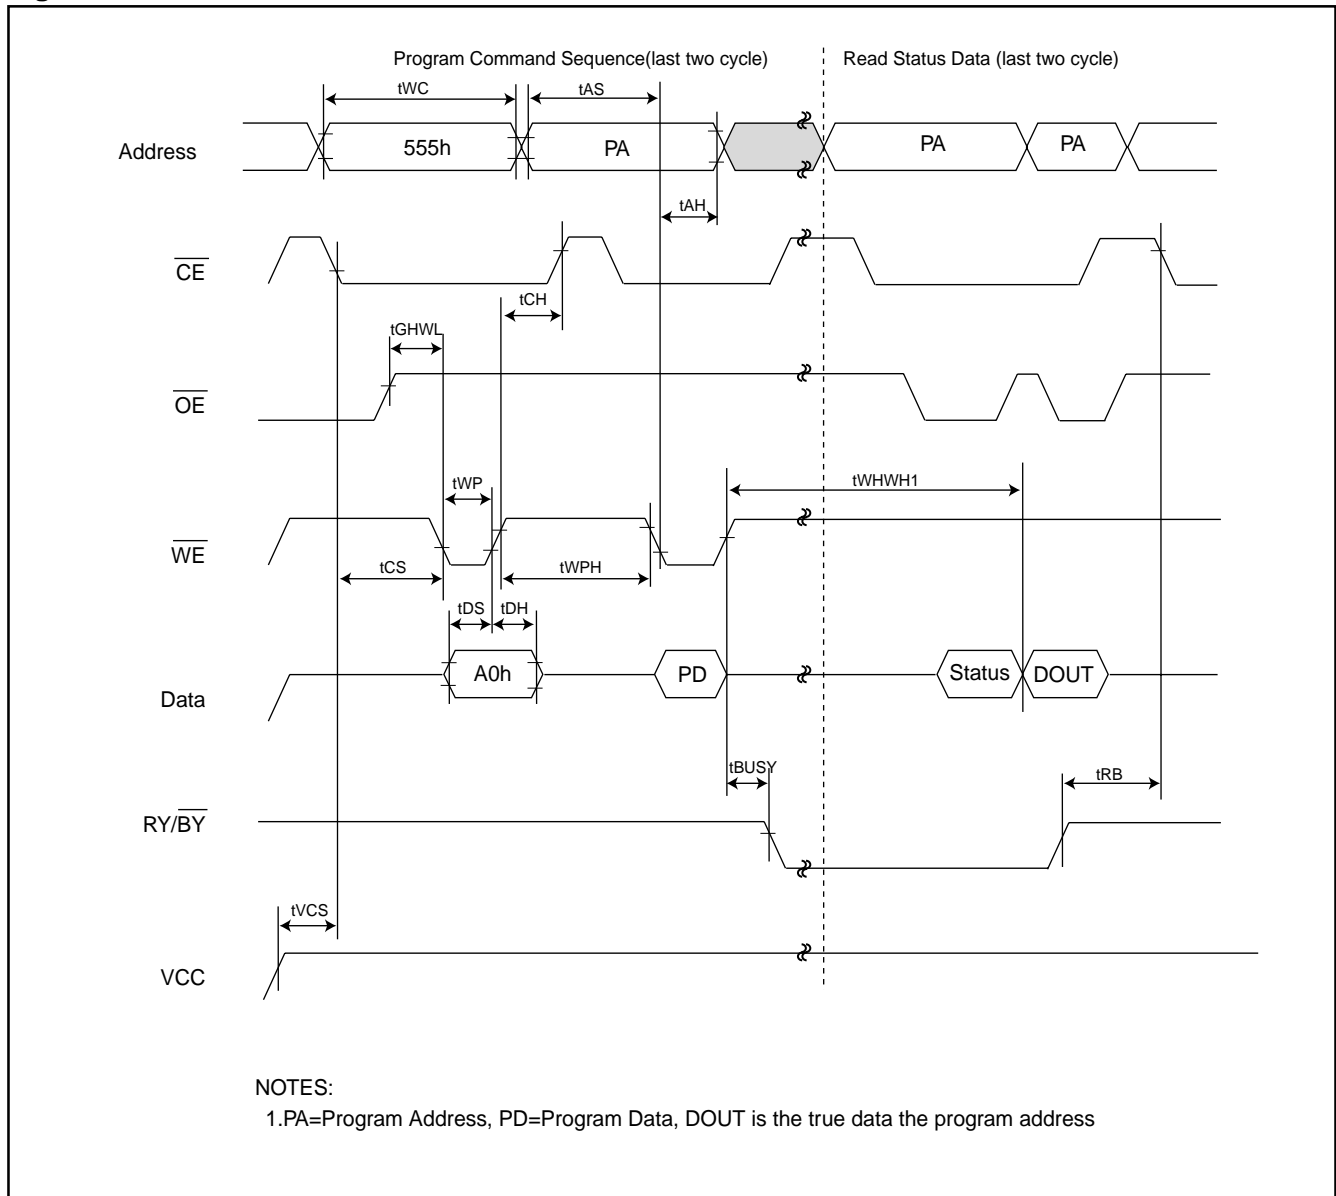 Program Command Sequence(last two cycle)
Read Status Data (last two cycle)
tWC
tAS
Address
555h
PA
PA
PA
tAH
CE
tCH
tGHWL
OE
tWP
tWHWH1
WE
tCS
tWPH
tDS
tDH
Data
A0h
PD
Status
DOUT
tBUSY
tRB
RY/BY
tVCS
VCC
NOTES:
1.PA=Program Address, PD=Program Data, DOUT is the true data the program address